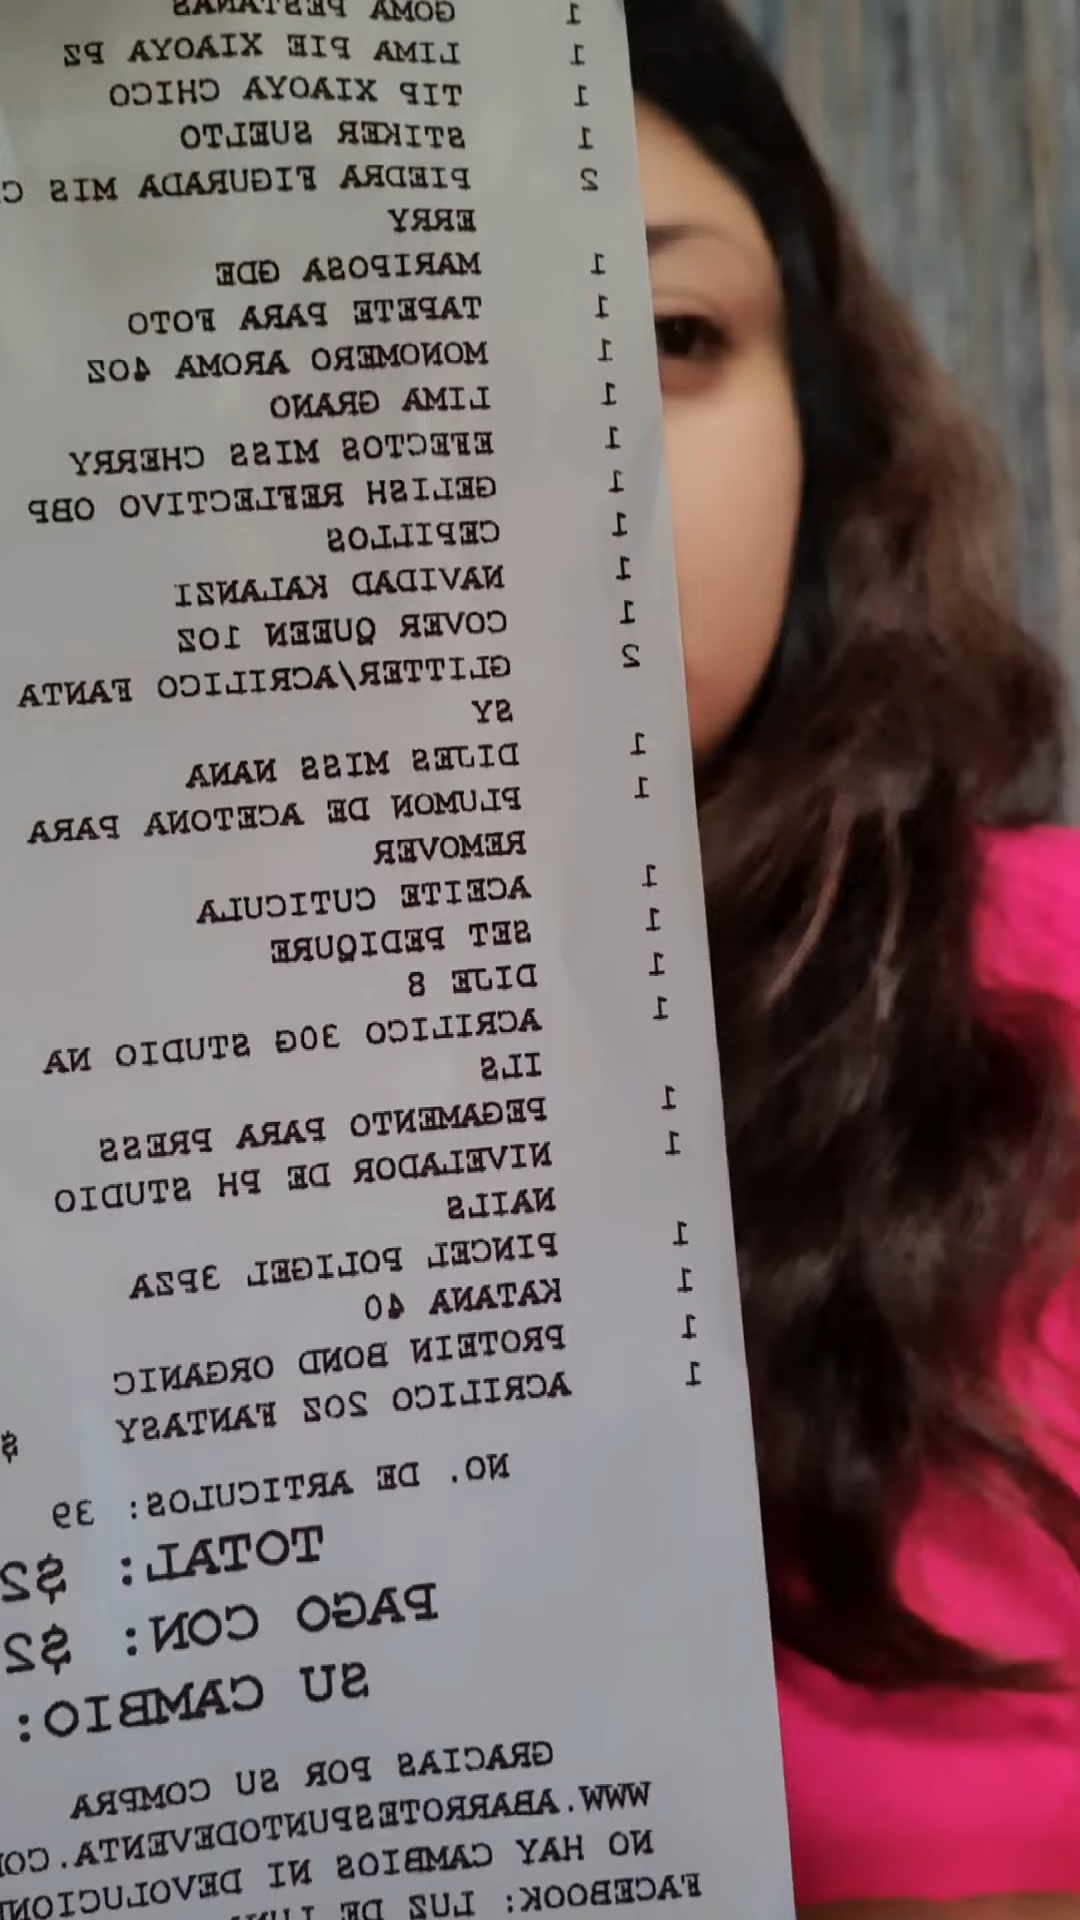 1 GOMA PESTANAS
1 LIMA PIE XIAOYA PZ
1 TIP XIAOYA CHICO
1 STIKER SUELTO
2 PIEDRA FIGURADA MIS C
ERRY
1 MARIPOSA GDE
1 TAPETE PARA FOTO
1 MONOMERO AROMA 4OZ
1 LIMA GRANO
1 EFECTOS MISS CHERRY
1 GELISH REFLECTIVO OBP
1 CEPILLOS
1 NAVIDAD KALANSI
1 COVER QUEEN 1OZ
2 GLITTER/ACRILICO FANTA
SY
1 DIJES MISS NANA
1 PLUMON DE ACETONA PARA
REMOVER
1 ACEITE CUTICULA
1 SET PEDIQURE
1 DIJE 8
1 ACRILICO 30G STUDIO NA
ILS
1 PEGAMENTO PARA PRESS
1 NIVELADOR DE PH STUDIO
NAILS
1 PINCEL POLIGEL 3PZA
1 KATANA 40
1 PROTEIN BOND ORGANIC
1 ACRILICO 2OZ FANTASY $
NO. DE ARTICULOS: 39
TOTAL: $2
PAGO CON: $2
SU CAMBIO:
GRACIAS POR SU COMPRA
WWW.ABARROTESPUNTODEVENTA.CO
NO HAY CAMBIOS NI DEVOLUCION
FACEBOOK: LUZ DE